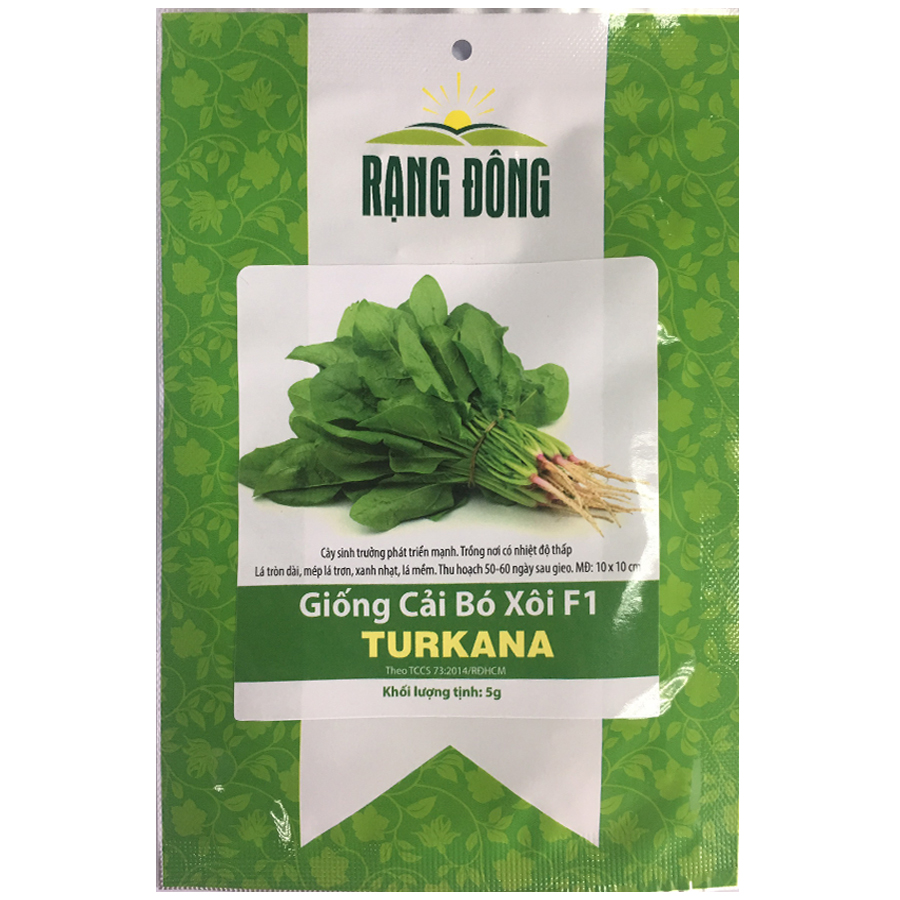 RẠNG ĐÔNG
Cây sinh trưởng phát triển mạnh. Trồng nơi có nhiệt độ thấp
Lá tròn dài, mép lá trơn, xanh nhạt, lá mềm. Thu hoạch 50-60 ngày sau gieo. MĐ: 10 x 10 cm
Giống Cải Bó Xôi F1
TURKANA
Theo TCCS 73:2014/RĐHCM
Khối lượng tịnh: 5g